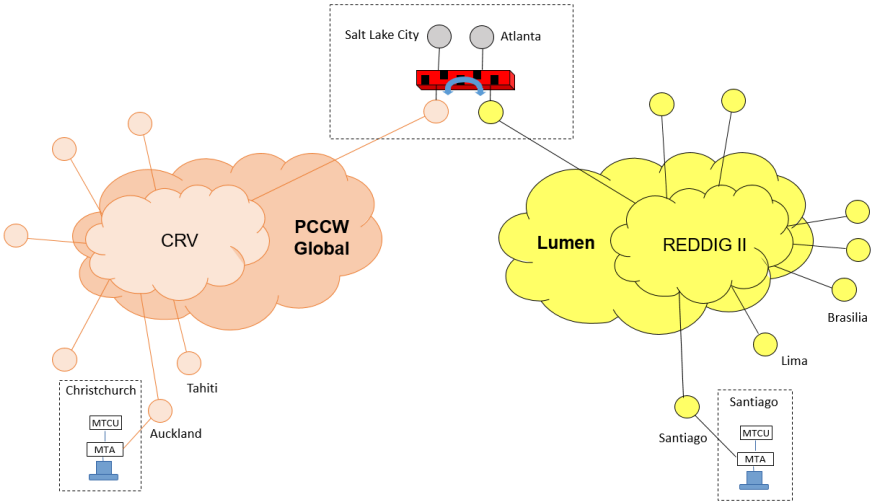 Salt Lake City
Atlanta
CRV
PCCW
Global
Lumen
REDDIG II
Brasilia
Lima
Tahiti
Christchurch
MTCU
MTA
Auckland
Santiago
Santiago
MTCU
MTA